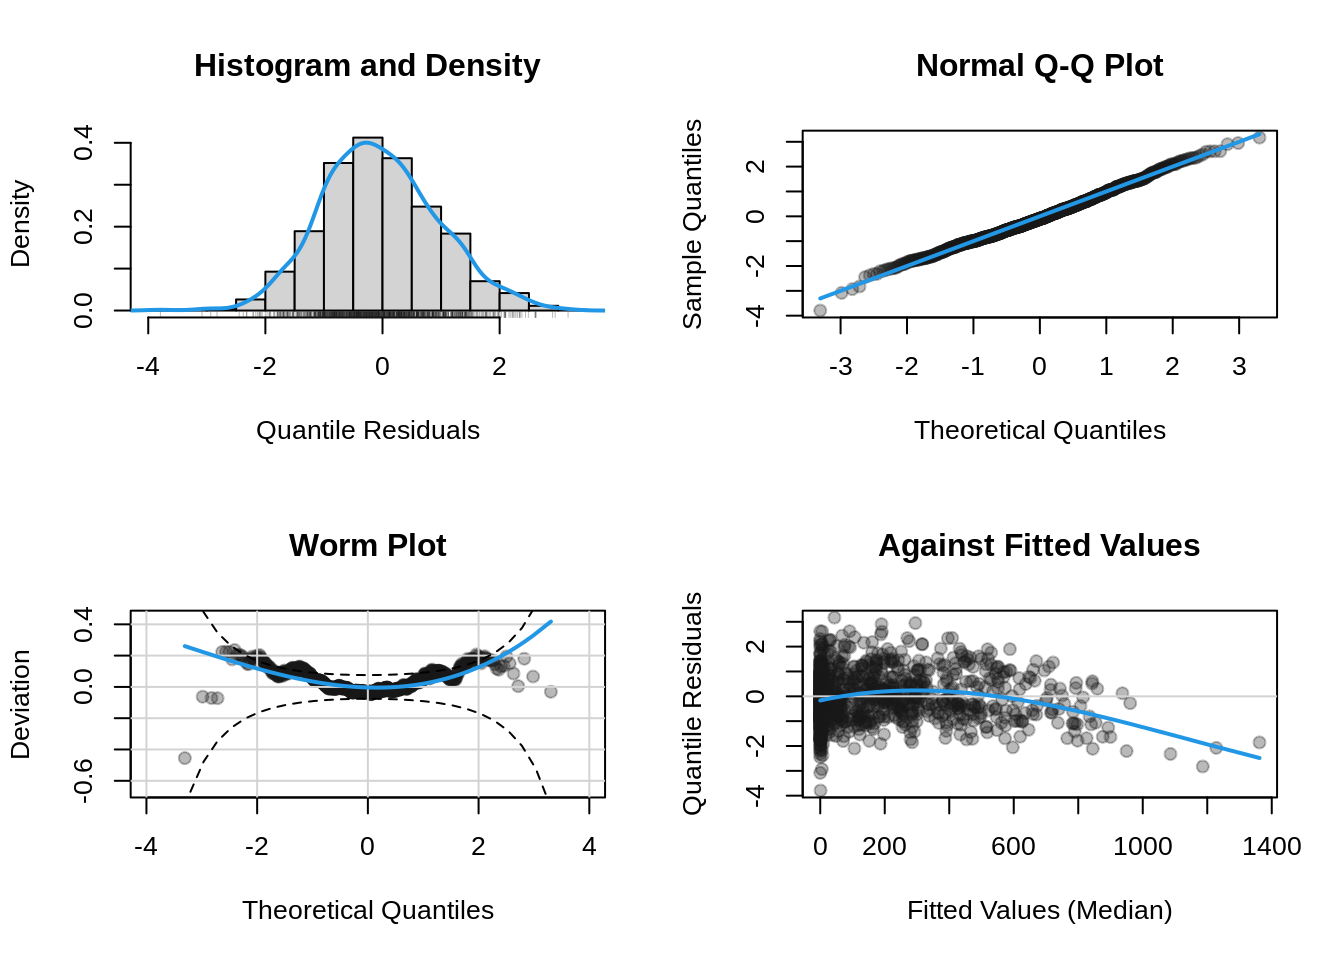 Histogram and Density
Density
0.0 0.2 0.4
-4 -2 0 2
Quantile Residuals
Normal Q-Q Plot
Sample Quantiles
-4 -2 0 2
-3 -2 -1 0 1 2 3
Theoretical Quantiles
Worm Plot
Deviation
-0.6 0.0 0.4
-4 -2 0 2 4
Theoretical Quantiles
Against Fitted Values
Quantile Residuals
-4 -2 0 2
0 200 600 1000 1400
Fitted Values (Median)